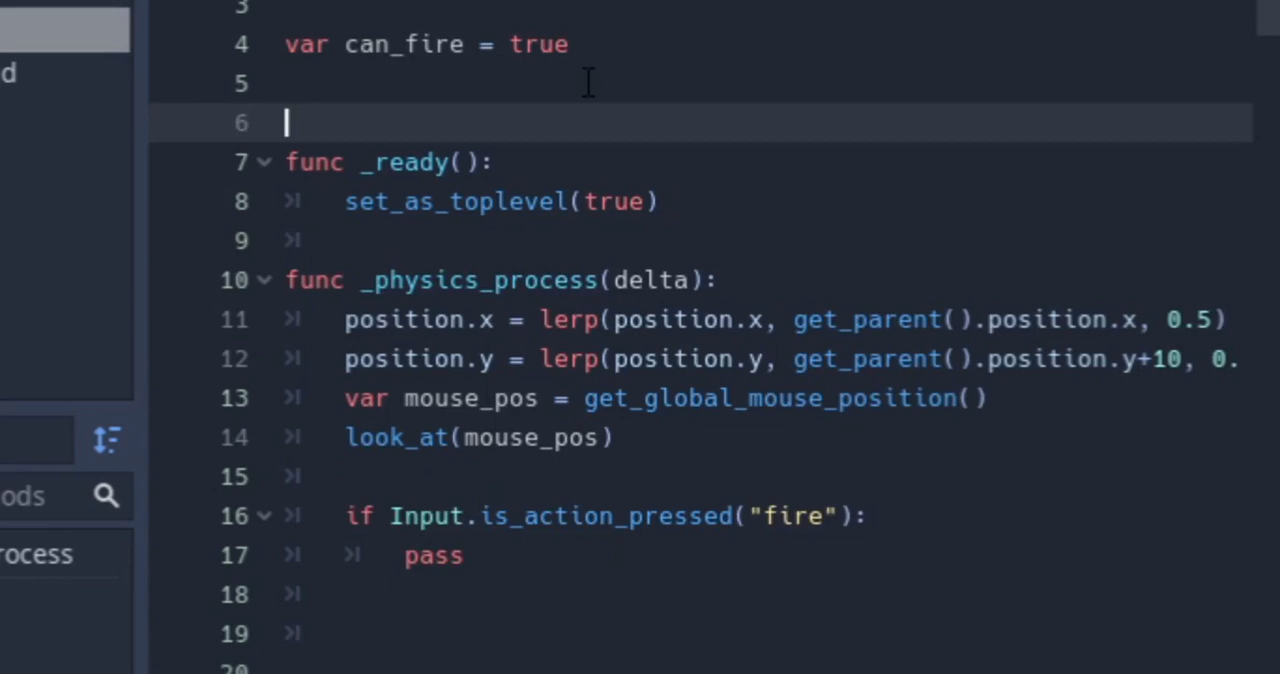 3
4 var can_fire = true
5
6
7 func _ready():
8 set_as_toplevel(true)
9
10 func _physics_process(delta):
11 position.x = lerp(position.x, get_parent().position.x, 0.5)
12 position.y = lerp(position.y, get_parent().position.y+10, 0.
13 var mouse_pos = get_global_mouse_position()
14 look_at(mouse_pos)
15
16 if Input.is_action_pressed("fire"):
17 pass
18
19
20
d
ods
rocess